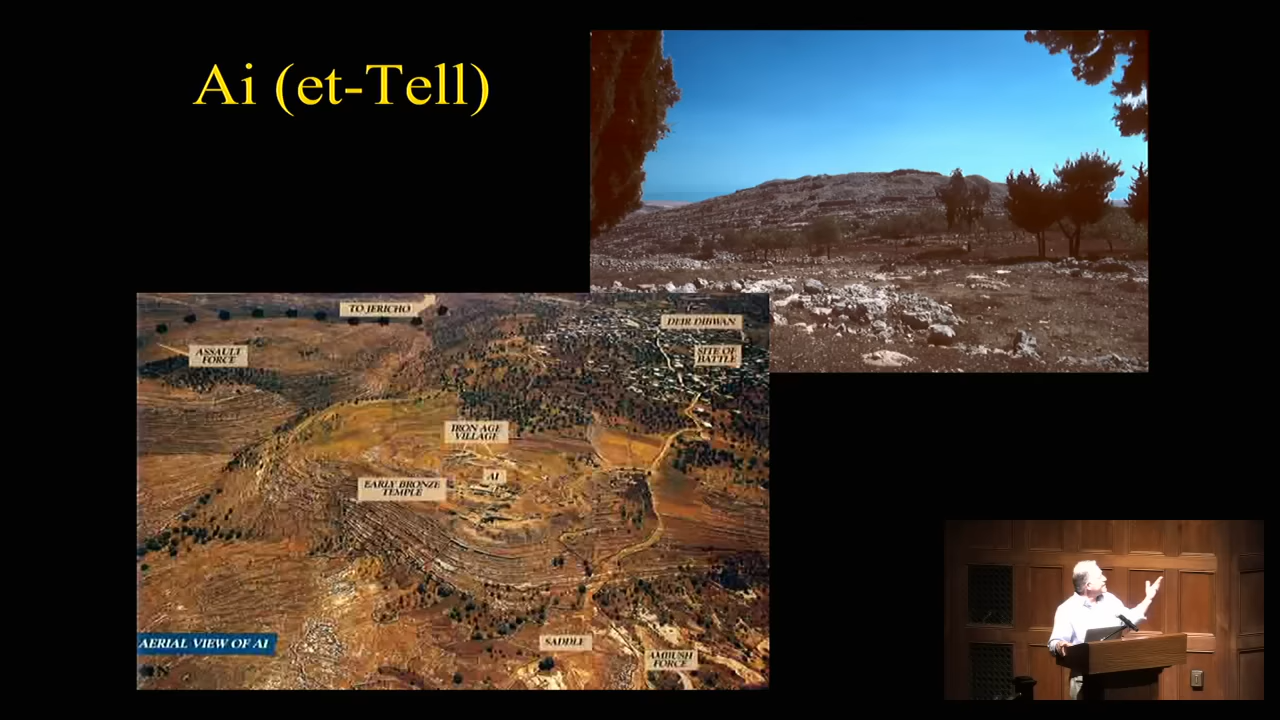 Ai (et-Tell)
TO JERICHO
DEIR DIBWAN
ASSAULT
FORCE
SITE OF
BATTLE
IRON AGE
VILLAGE
AI
EARLY BRONZE
TEMPLE
AERIAL VIEW OF AI
SADDLE
AMBUSH
FORCE
N